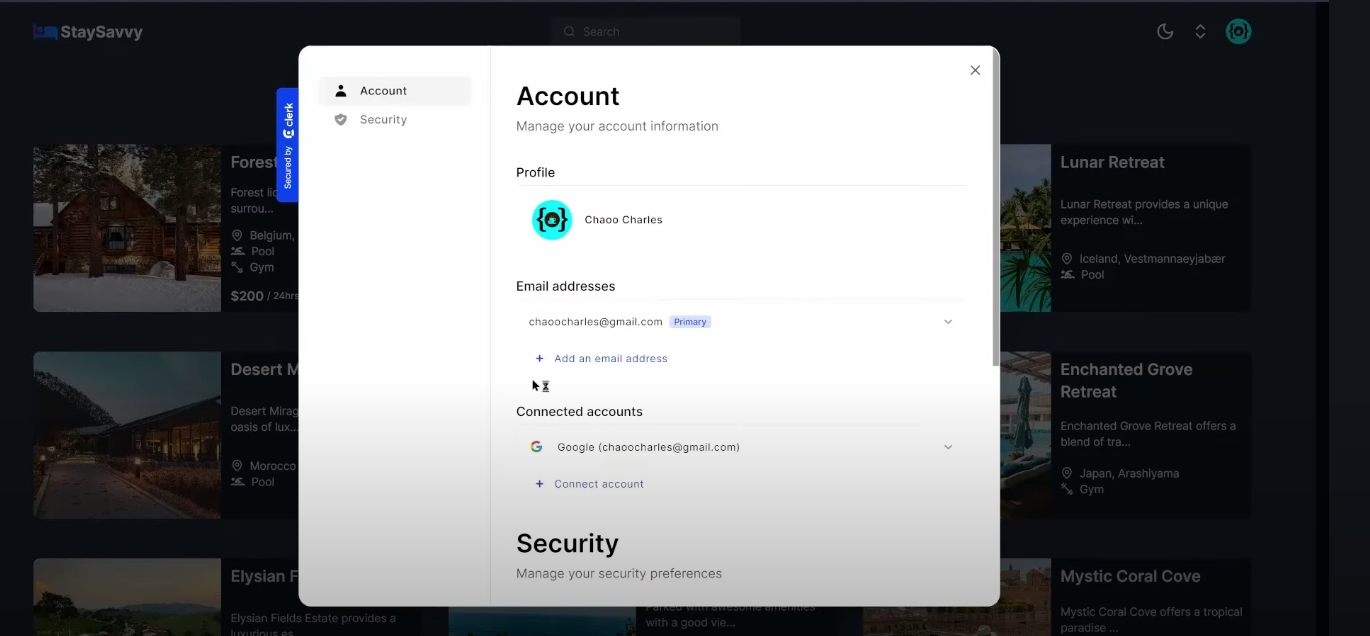 StaySavvy
Search
Account
Security
Secured by clerk
Account
Manage your account information
Profile
Chaoo Charles
Email addresses
chaoocharles@gmail.com Primary
+ Add an email address
Connected accounts
Google (chaoocharles@gmail.com)
+ Connect account
Security
Manage your security preferences
Forest
Forest
surrou...
Belgium,
Pool
Gym
$200 / 24hrs
Lunar Retreat
Lunar Retreat provides a unique
experience wi...
Iceland, Vestmannaeyjabær
Pool
Desert M
Desert Mirag
oasis of lux...
Morocco
Pool
Enchanted Grove
Retreat
Enchanted Grove Retreat offers a
blend of tra...
Japan, Arashiyama
Gym
Elysian F
Elysian Fields Estate provides a
luxurious es...
Parked with awesome amenities
with a good vie...
Mystic Coral Cove
Mystic Coral Cove offers a tropical
paradise ...